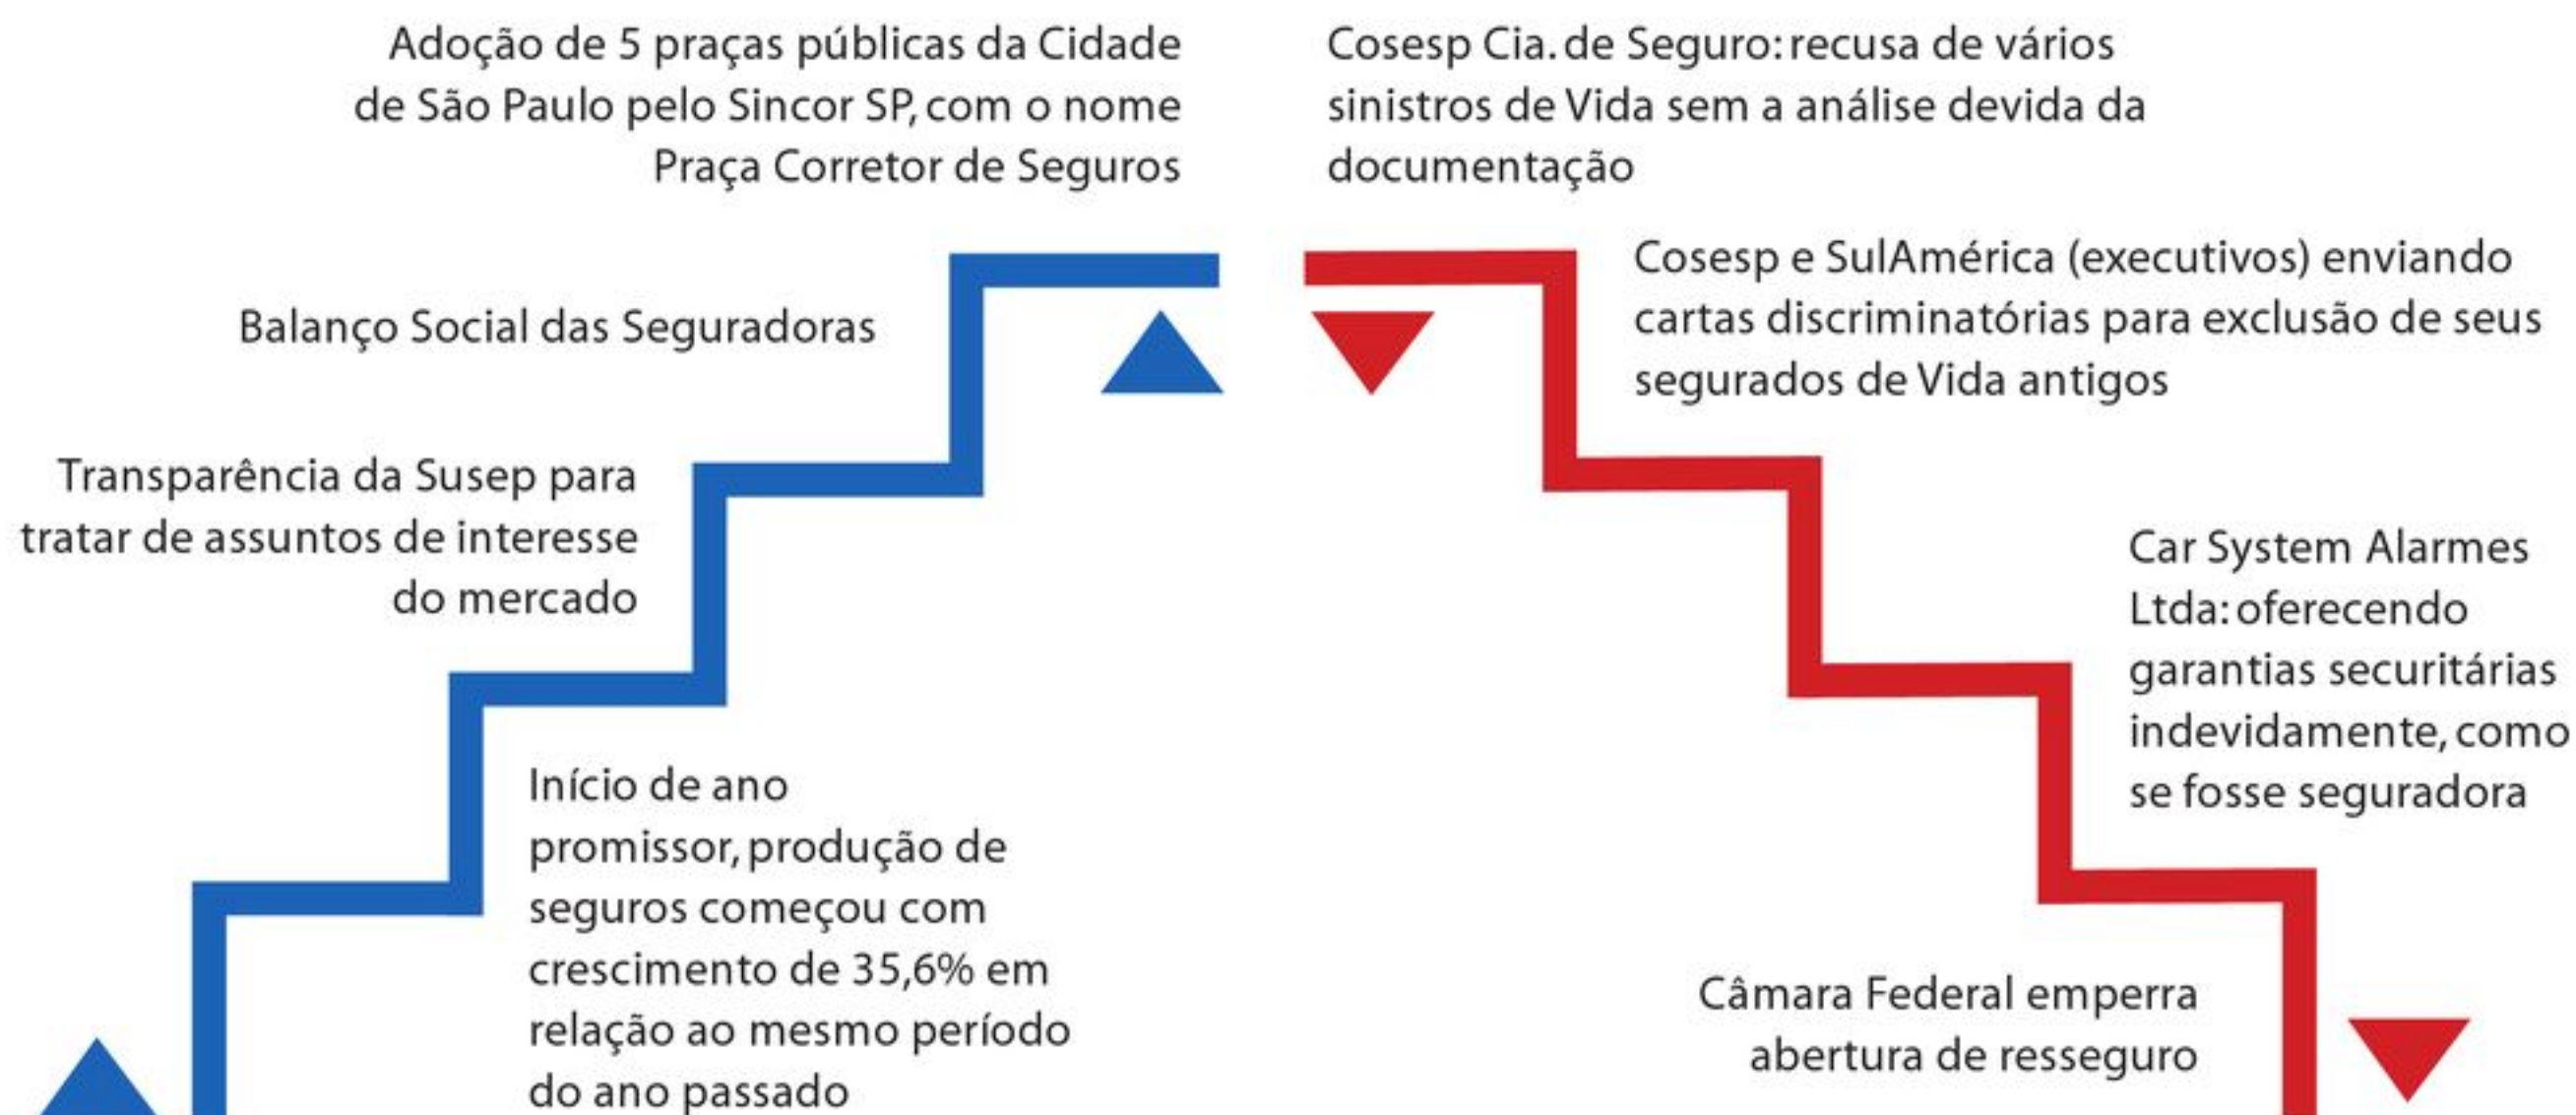 Adoção de 5 praças públicas da Cidade
de São Paulo pelo Sincor SP, com o nome
Praça Corretor de Seguros
Balanço Social das Seguradoras
Transparência da Susep para
tratar de assuntos de interesse
do mercado
Início de ano
promissor, produção de
seguros começou com
crescimento de 35,6% em
relação ao mesmo período
do ano passado
Cosesp Cia. de Seguro: recusa de vários
sinistros de Vida sem a análise devida da
documentação
Cosesp e SulAmérica (executivos) enviando
cartas discriminatórias para exclusão de seus
segurados de Vida antigos
Car System Alarmes
Ltda: oferecendo
garantias securitárias
indevidamente, como
se fosse seguradora
Câmara Federal emperra
abertura de resseguro